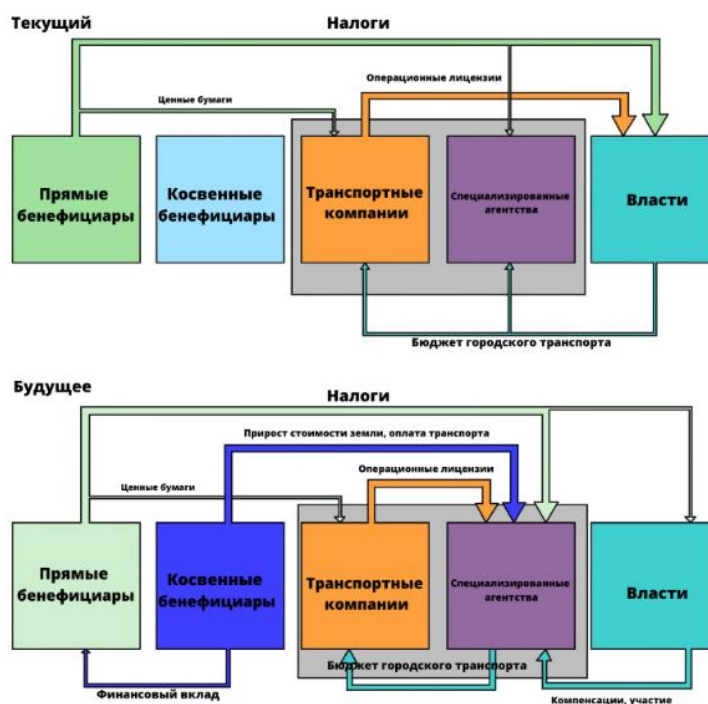 Текущий
Налоги
Операционные лицензии
Ценные бумаги
Прямые
бенефициары
Косвенные
бенефициары
Транспортные
компании
Специализированные
агентства
Власти
Бюджет городского транспорта
Будущее
Налоги
Прирост стоимости земли, оплата транспорта
Операционные лицензии
Ценные бумаги
Прямые
бенефициары
Косвенные
бенефициары
Транспортные
компании
Специализированные
агентства
Власти
Бюджет городского транспорта
Финансовый вклад
Компенсации, участие